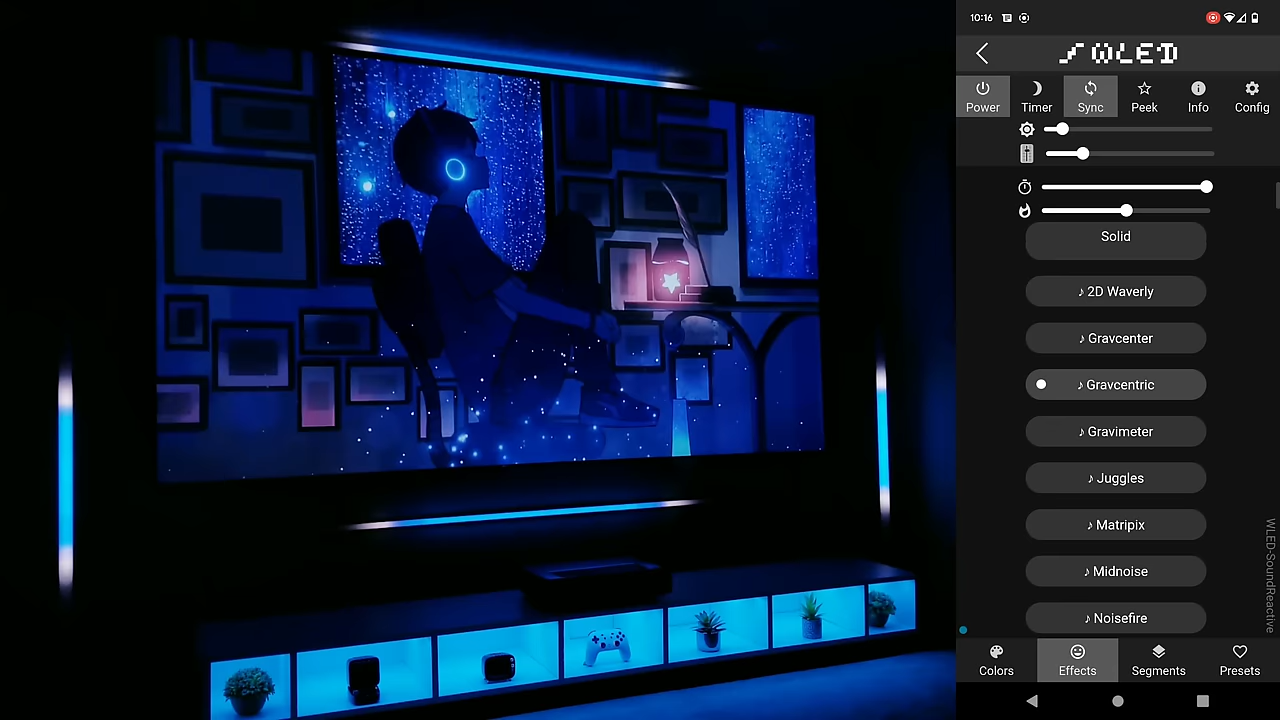 10:16
WLED
Power Timer Sync Peek Info Config
Solid
♪ 2D Waverly
♪ Gravcenter
♪ Gravcentric
♪ Gravimeter
♪ Juggles
♪ Matripix
♪ Midnoise
♪ Noisefire
WLED-SoundReactive
Colors Effects Segments Presets